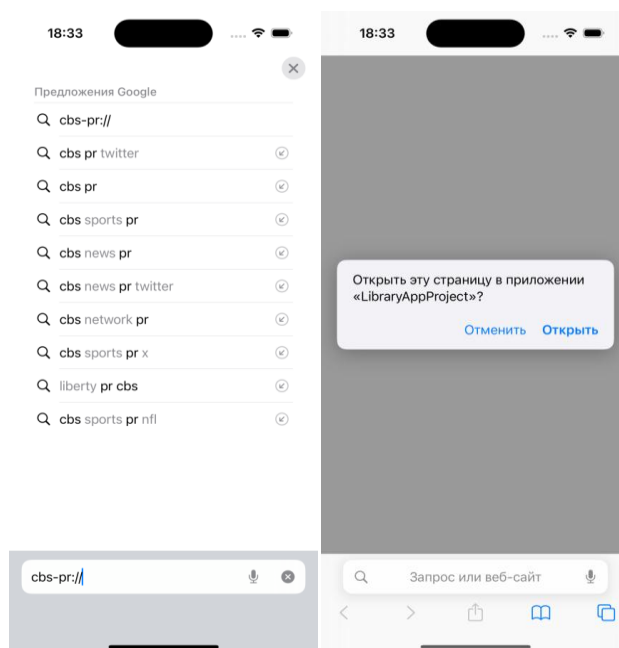 18:33
Предложения Google
cbs-pr://
cbs pr twitter
cbs pr
cbs sports pr
cbs news pr
cbs news pr twitter
cbs network pr
cbs sports pr x
liberty pr cbs
cbs sports pr nfl
cbs-pr://
18:33
Открыть эту страницу в приложении
«LibraryAppProject»?
Отменить Открыть
Запрос или веб-сайт